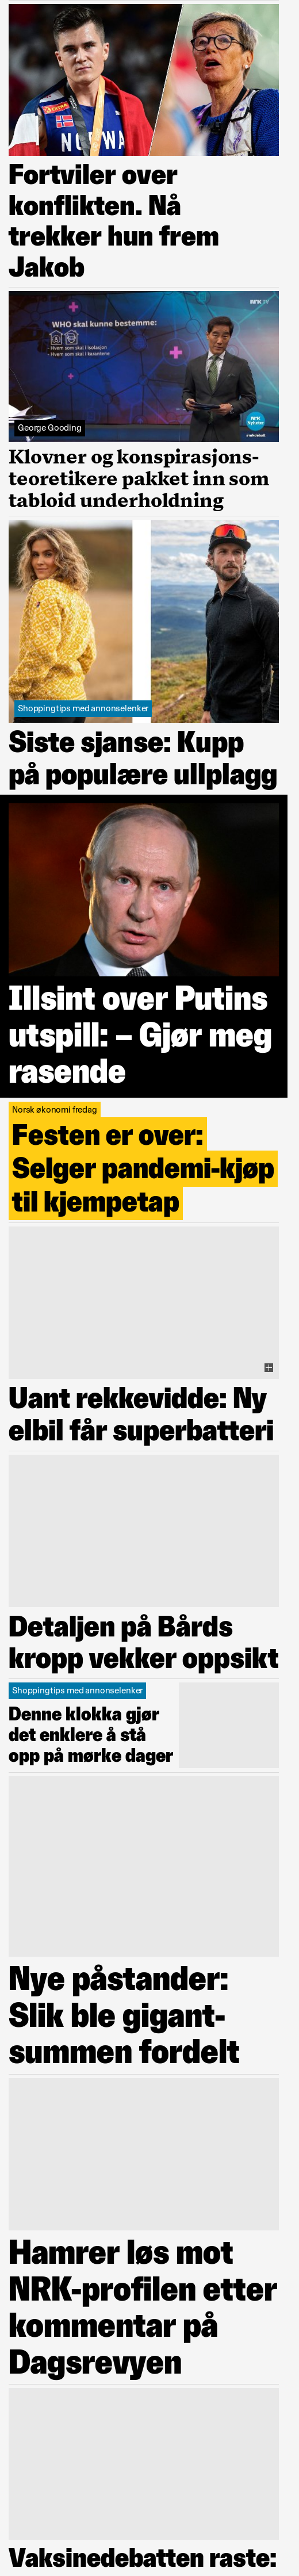 NORWAY
Fortviler over
konflikten. Nå
trekker hun frem
Jakob
NRK TV
WHO skal kunne bestemme:
- Hvem skal i isolasjon
- Hvem skal i karantene
NRK
Nyheter
George Gooding
Klovner og konspirasjons-
teoretikere pakket inn som
tabloid underholdning
Shoppingtips med annonselenker
Siste sjanse: Kupp
på populære ullplagg
Illsint over Putins
utspill: – Gjør meg
rasende
Norsk økonomi fredag
Festen er over:
Selger pandemi-kjøp
til kjempetap
Uant rekkevidde: Ny
elbil får superbatteri
Detaljen på Bårds
kropp vekker oppsikt
Shoppingtips med annonselenker
Denne klokka gjør
det enklere å stå
opp på mørke dager
Nye påstander:
Slik ble gigant-
summen fordelt
Hamrer løs mot
NRK-profilen etter
kommentar på
Dagsrevyen
Vaksinedebatten raste: